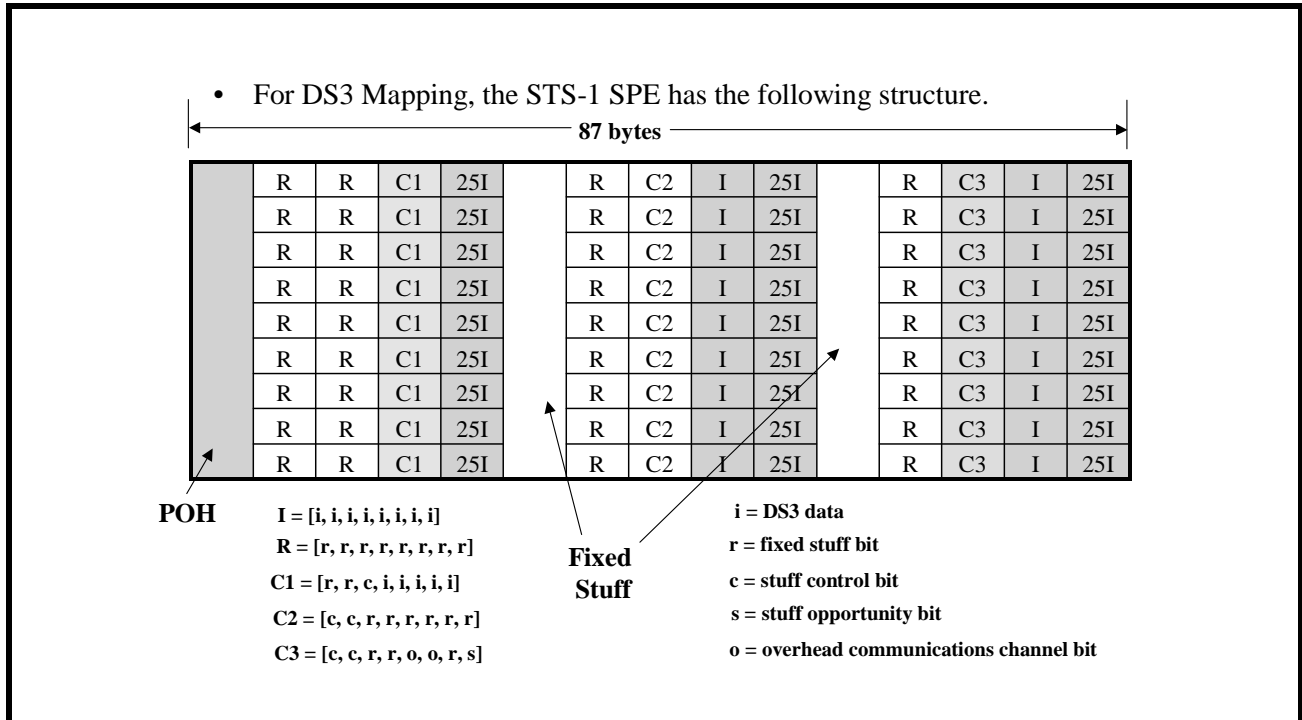 • For DS3 Mapping, the STS-1 SPE has the following structure.
87 bytes
R R C1 25I R C2 I 25I R C3 I 25I
R R C1 25I R C2 I 25I R C3 I 25I
R R C1 25I R C2 I 25I R C3 I 25I
R R C1 25I R C2 I 25I R C3 I 25I
R R C1 25I R C2 I 25I R C3 I 25I
R R C1 25I R C2 I 25I R C3 I 25I
R R C1 25I R C2 I 25I R C3 I 25I
R R C1 25I R C2 I 25I R C3 I 25I
R R C1 25I R C2 I 25I R C3 I 25I
POH
I = [i, i, i, i, i, i, i, i]
R = [r, r, r, r, r, r, r, r]
C1 = [r, r, c, i, i, i, i, i]
C2 = [c, c, r, r, r, r, r, r]
C3 = [c, c, r, r, o, o, r, s]
Fixed
Stuff
i = DS3 data
r = fixed stuff bit
c = stuff control bit
s = stuff opportunity bit
o = overhead communications channel bit